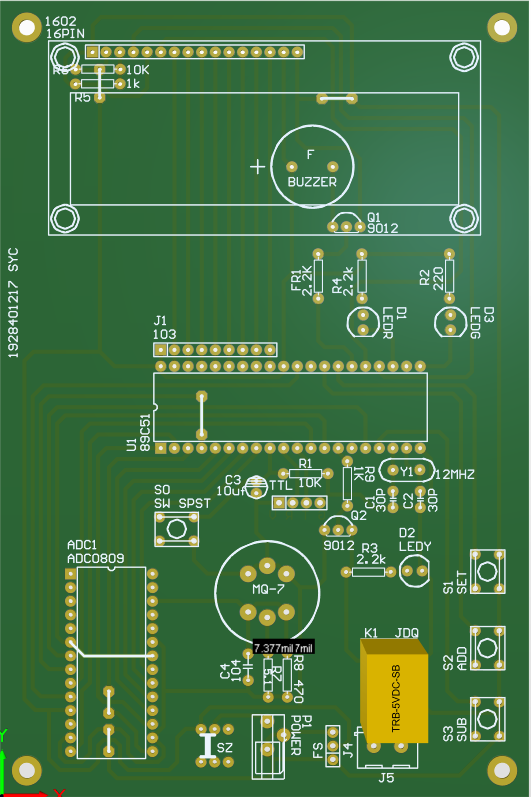 1602
16PIN
R6
10K
1k
R5
F
BUZZER
Q1
9012
FR1
2.2K
R4
2.2k
R2
220
D1
LEDR
D3
LEDG
1928401217 SYC
J1
103
U1
89C51
R1
10K
R9
1K
Y1
12MHZ
C3
10uf
TTL
C1
30P
C2
30P
S0
SW SPST
Q2
9012
D2
LEDY
R3
2.2k
ADC1
ADC0809
MQ-7
S1
SET
7.377mil 7mil
K1 JDQ
C4
104
R7
R8
470
TRB-5VDC-SB
S2
ADD
S3
SUB
P1
POWER
SZ
FS
J4
J5
Y
X